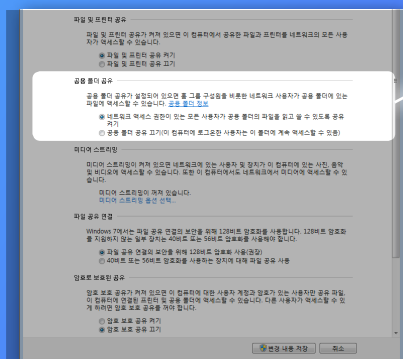 파일 및 프린터 공유
파일 및 프린터 공유가 켜져 있으면 이 컴퓨터에서 공유한 파일과 프린터를 네트워크의 모든 사용
자가 액세스할 수 있습니다.
파일 및 프린터 공유 켜기
파일 및 프린터 공유 끄기
공용 폴더 공유
공용 폴더 공유가 설정되어 있으면 홈 그룹 구성원을 비롯한 네트워크 사용자가 공용 폴더에 있는
파일에 액세스할 수 있습니다. 공용 폴더 정보
네트워크 액세스 권한이 있는 모든 사용자가 공용 폴더의 파일을 읽고 쓸 수 있도록 공유
켜기
공용 폴더 공유 끄기(이 컴퓨터에 로그온한 사용자는 이 폴더에 계속 액세스할 수 있음)
미디어 스트리밍
미디어 스트리밍이 켜져 있으면 네트워크에 있는 사용자 및 장치가 이 컴퓨터에 있는 사진, 음악
및 비디오에 액세스할 수 있습니다. 또한 이 컴퓨터에서도 네트워크에서 미디어에 액세스할 수 있
습니다.
미디어 스트리밍이 꺼져 있습니다.
미디어 스트리밍 옵션 선택...
파일 공유 연결
Windows 7에서는 파일 공유 연결의 보안을 위해 128비트 암호화를 사용합니다. 128비트 암호화
를 지원하지 않는 일부 장치는 40비트 또는 56비트 암호화를 사용해야 합니다.
파일 공유 연결의 보안을 위해 128비트 암호화 사용(권장)
40비트 또는 56비트 암호화를 사용하는 장치에 대해 파일 공유 사용
암호로 보호된 공유
암호 보호 공유가 켜져 있으면 이 컴퓨터에 대한 사용자 계정과 암호가 있는 사용자만 공유 파일,
이 컴퓨터에 연결된 프린터 및 공용 폴더에 액세스할 수 있습니다. 다른 사용자가 액세스할 수 있
게 하려면 암호 보호 공유를 꺼야 합니다.
암호 보호 공유 켜기
암호 보호 공유 끄기
변경 내용 저장
취소